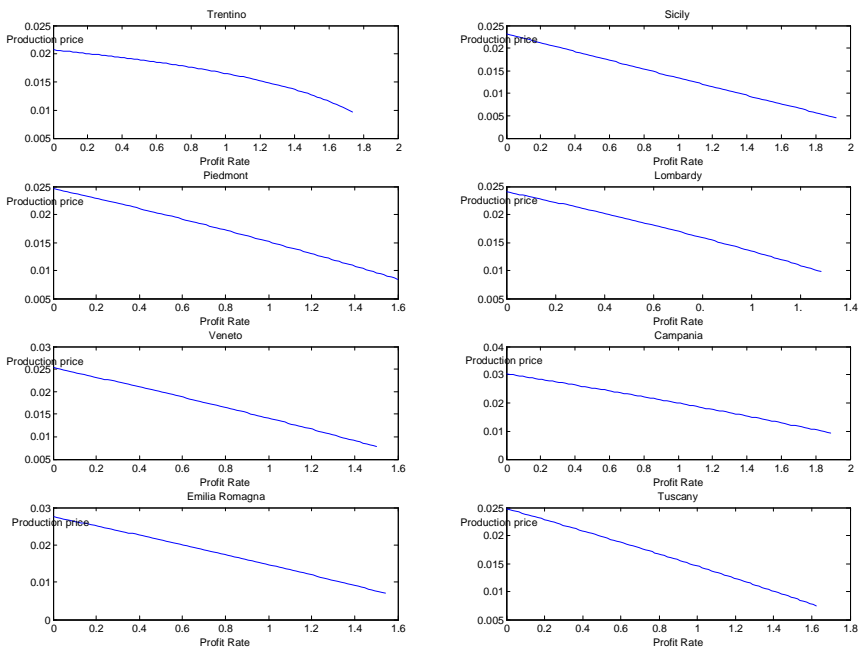 Trentino
Production price
0.025
0.02
0.015
0.01
0.005
0 0.2 0.4 0.6 0.8 1 1.2 1.4 1.6 1.8 2
Profit Rate
Sicily
Production price
0.025
0.02
0.015
0.01
0.005
0
0 0.2 0.4 0.6 0.8 1 1.2 1.4 1.6 1.8 2
Profit Rate
Piedmont
Production price
0.025
0.02
0.015
0.01
0.005
0 0.2 0.4 0.6 0.8 1 1.2 1.4 1.6
Profit Rate
Lombardy
Production price
0.025
0.02
0.015
0.01
0.005
0 0.2 0.4 0.6 0. 1 1. 1.4
Profit Rate
Veneto
Production price
0.03
0.025
0.02
0.015
0.01
0.005
0 0.2 0.4 0.6 0.8 1 1.2 1.4 1.6
Profit Rate
Campania
Production price
0.04
0.03
0.02
0.01
0
0 0.2 0.4 0.6 0.8 1 1.2 1.4 1.6 1.8 2
Profit Rate
Emilia Romagna
Production price
0.03
0.02
0.01
0
0 0.2 0.4 0.6 0.8 1 1.2 1.4 1.6
Profit Rate
Tuscany
Production price
0.025
0.02
0.015
0.01
0.005
0 0.2 0.4 0.6 0.8 1 1.2 1.4 1.6 1.8
Profit Rate